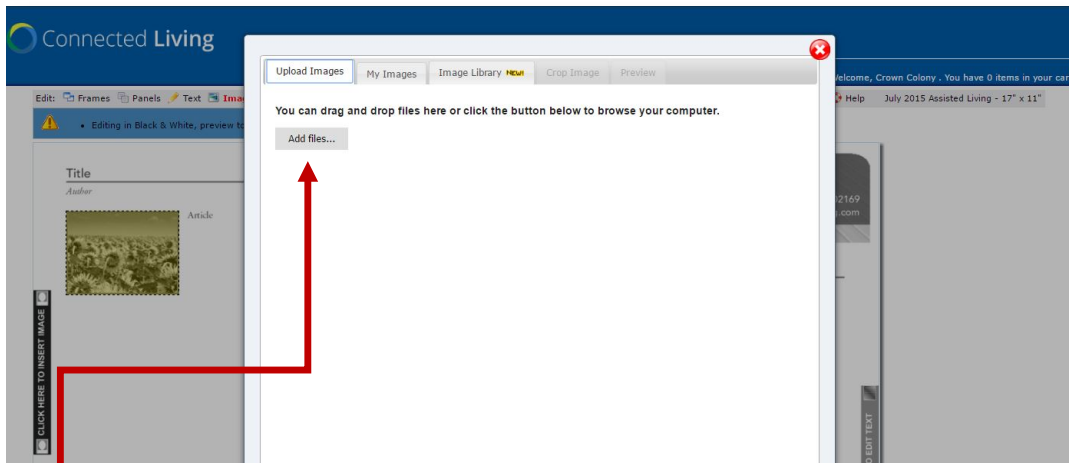 Connected Living
Upload Images
My Images
Image Library NEW!
Crop Image
Preview
Welcome, Crown Colony . You have 0 items in your
Edit: Frames Panels Text
Help
July 2015 Assisted Living - 17" x 11"
• Editing in Black & White, preview
You can drag and drop files here or click the button below to browse your computer.
Add files...
Title
Author
Article
02169
.com
CLICK HERE TO INSERT IMAGE
EDIT TEXT